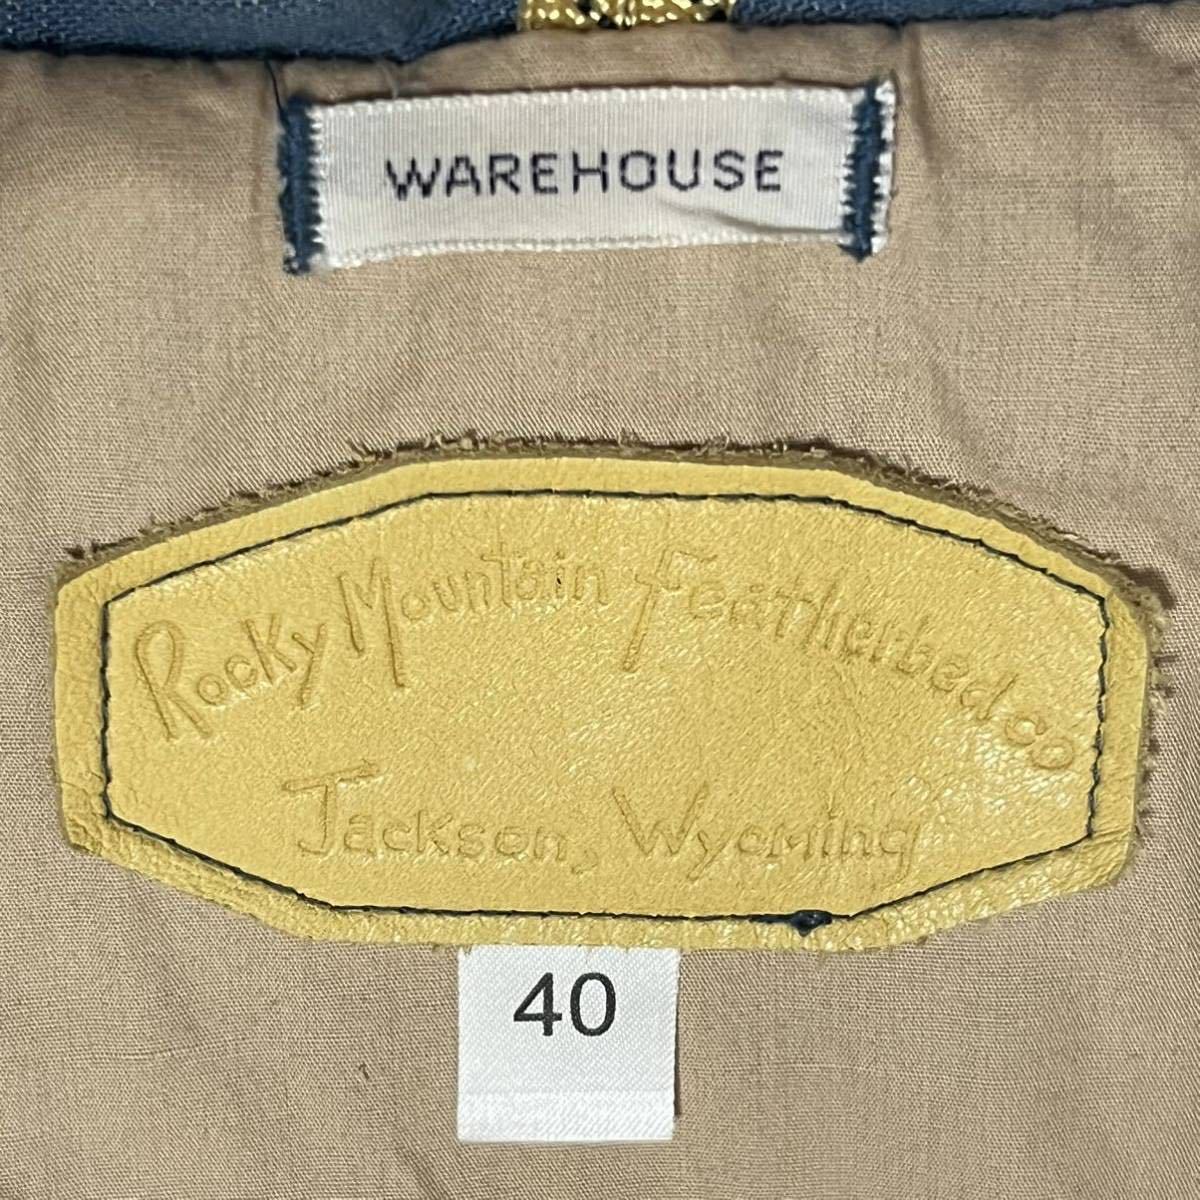 WAREHOUSE
Rocky Mountain Featherbed co
Jackson, Wyoming
40